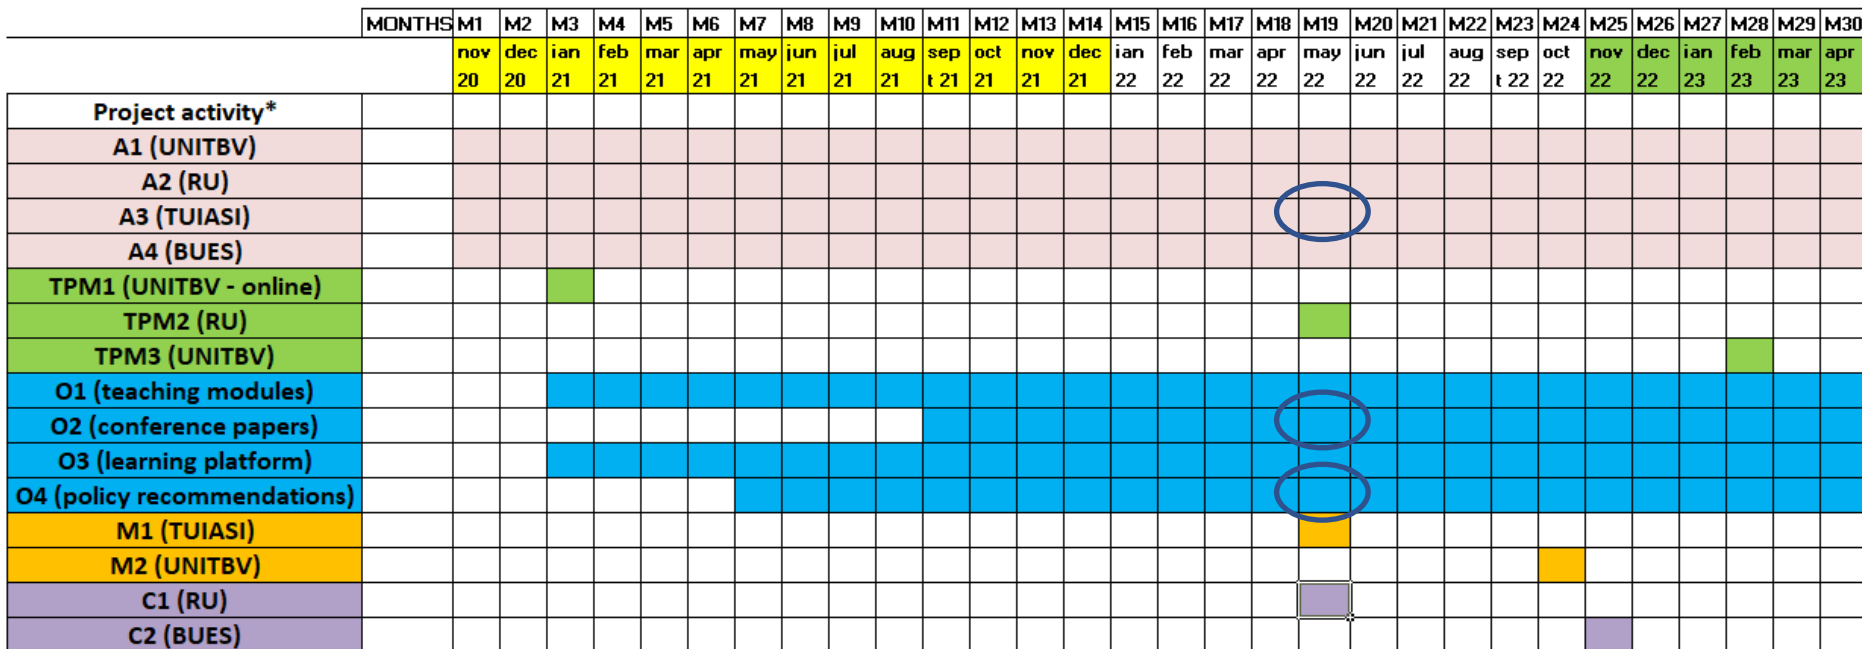 MONTHS M1 M2 M3 M4 M5 M6 M7 M8 M9 M10 M11 M12 M13 M14 M15 M16 M17 M18 M19 M20 M21 M22 M23 M24 M25 M26 M27 M28 M29 M30
nov dec ian feb mar apr may jun jul aug sep oct nov dec ian feb mar apr may jun jul aug sep oct nov dec ian feb mar apr
20 20 21 21 21 21 21 21 21 21 t 21 21 21 21 22 22 22 22 22 22 22 22 t 22 22 22 22 23 23 23 23
Project activity*
A1 (UNITBV)
A2 (RU)
A3 (TUIASI)
A4 (BUES)
TPM1 (UNITBV - online)
TPM2 (RU)
TPM3 (UNITBV)
O1 (teaching modules)
O2 (conference papers)
O3 (learning platform)
O4 (policy recommendations)
M1 (TUIASI)
M2 (UNITBV)
C1 (RU)
C2 (BUES)